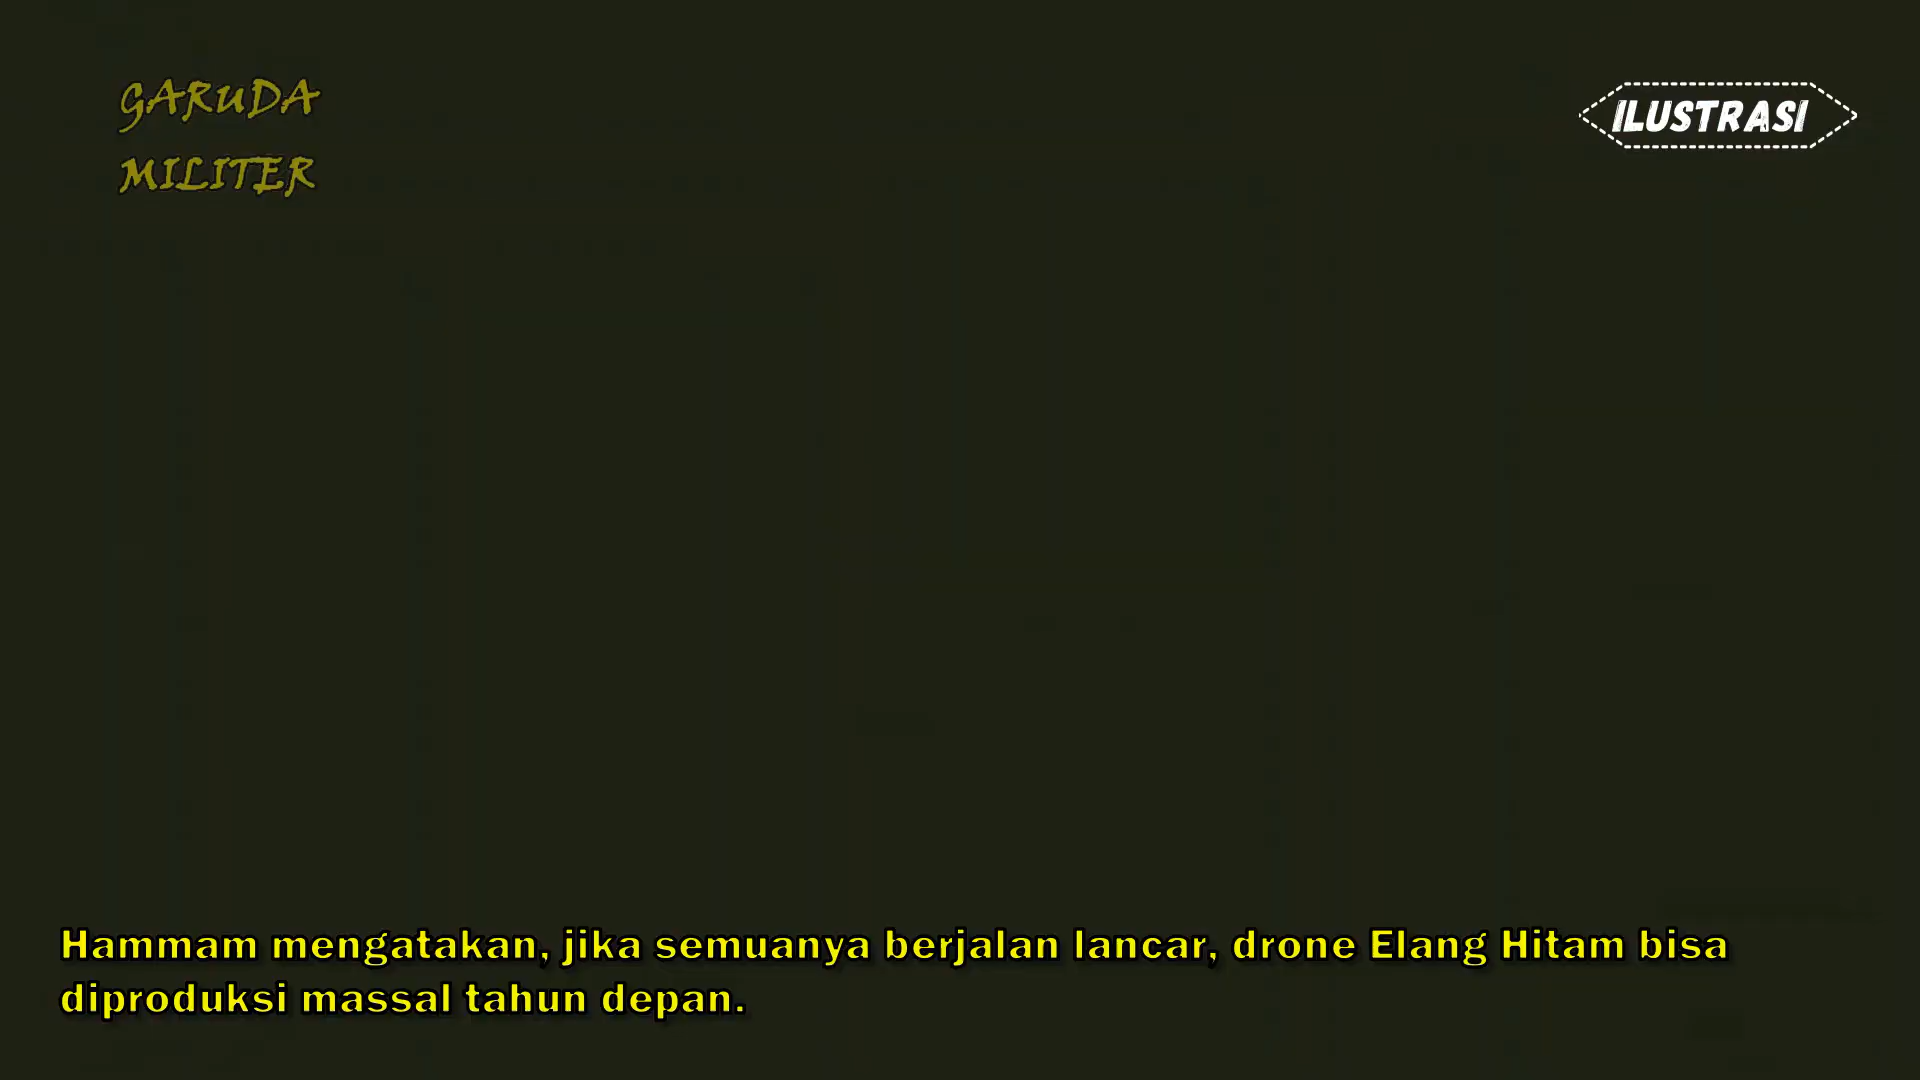 GARUDA
MILITER
ILUSTRASI
Hammam mengatakan, jika semuanya berjalan lancar, drone Elang Hitam bisa
diproduksi massal tahun depan.